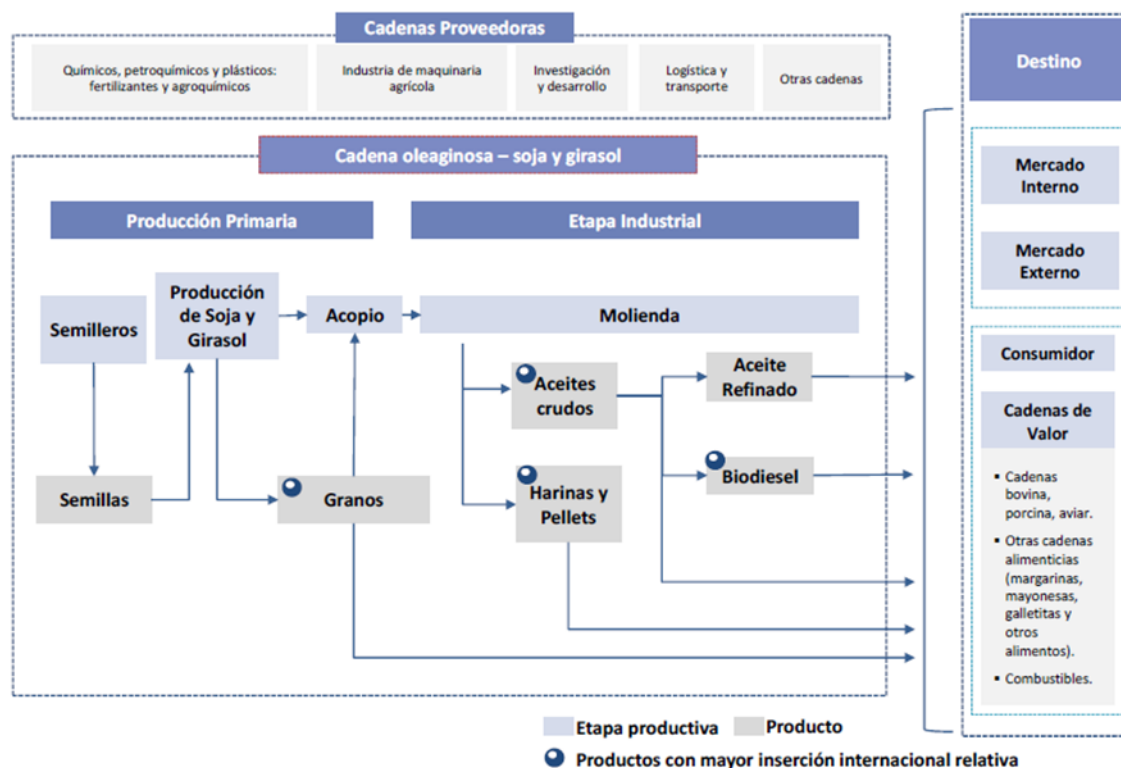 Cadenas Proveedoras
Químicos, petroquímicos y plásticos:
fertilizantes y agroquímicos
Industria de maquinaria
agrícola
Investigación
y desarrollo
Logística y
transporte
Otras cadenas
Destino
Cadena oleaginosa – soja y girasol
Producción Primaria
Etapa Industrial
Semilleros
Producción
de Soja y
Girasol
Acopio
Molienda
Semillas
Granos
Aceites
crudos
Harinas y
Pellets
Aceite
Refinado
Biodiesel
Mercado
Interno
Mercado
Externo
Consumidor
Cadenas de
Valor
▪ Cadenas
bovina,
porcina, aviar.
▪ Otras cadenas
alimenticias
(margarinas,
mayonesas,
galletitas y
otros
alimentos).
▪ Combustibles.
Etapa productiva
Producto
Productos con mayor inserción internacional relativa